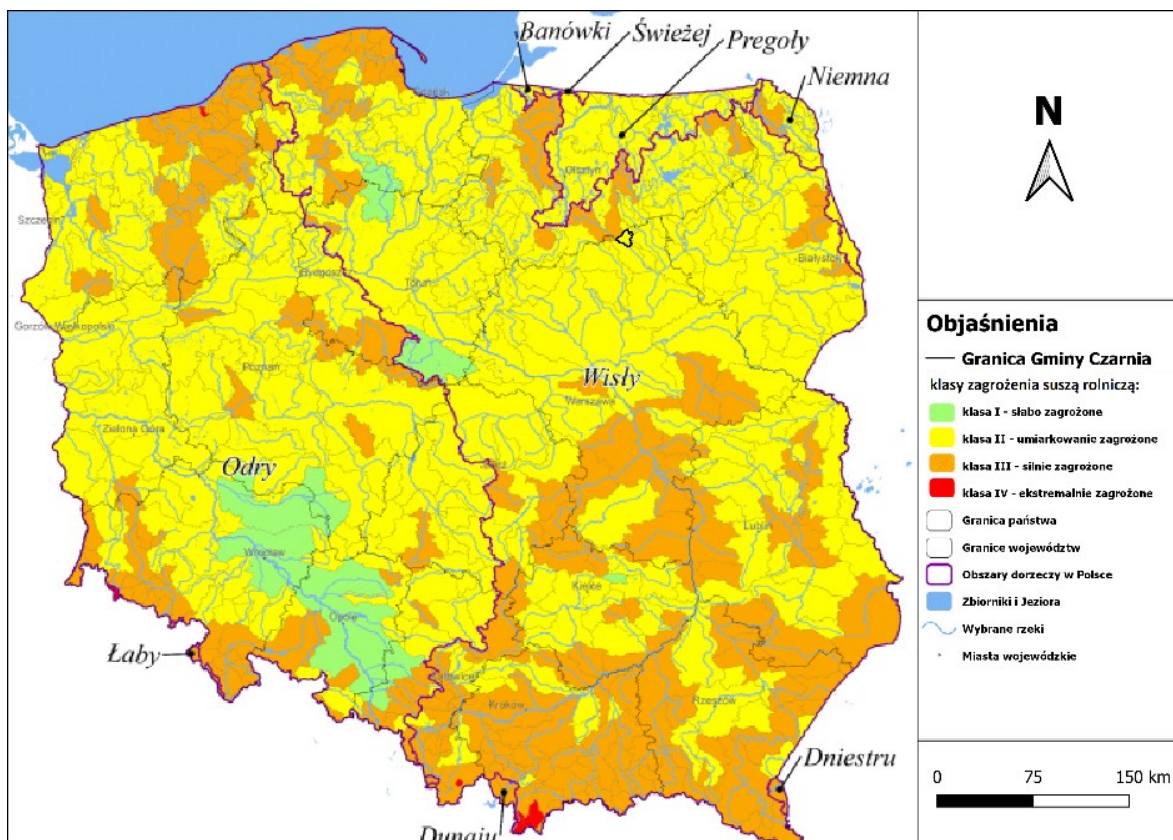 Banówki
Świeżej
Pregoły
Niemna
Gdańsk
Olsztyn
Szczecin
Białystok
Bydgoszcz
Toruń
Gorzów Wielkopolski
Poznań
Wisły
Warszawa
Zielona Góra
Odry
Łódź
Wrocław
Lublin
Kielce
Opole
Łaby
Katowice
Kraków
Rzeszów
Dniestru
Dunaju
N
Objaśnienia
Granica Gminy Czarnia
klasy zagrożenia suszą rolniczą:
klasa I - słabo zagrożone
klasa II - umiarkowanie zagrożone
klasa III - silnie zagrożone
klasa IV - ekstremalnie zagrożone
Granica państwa
Granice województw
Obszary dorzeczy w Polsce
Zbiorniki i Jeziora
Wybrane rzeki
Miasta wojewódzkie
0 75 150 km